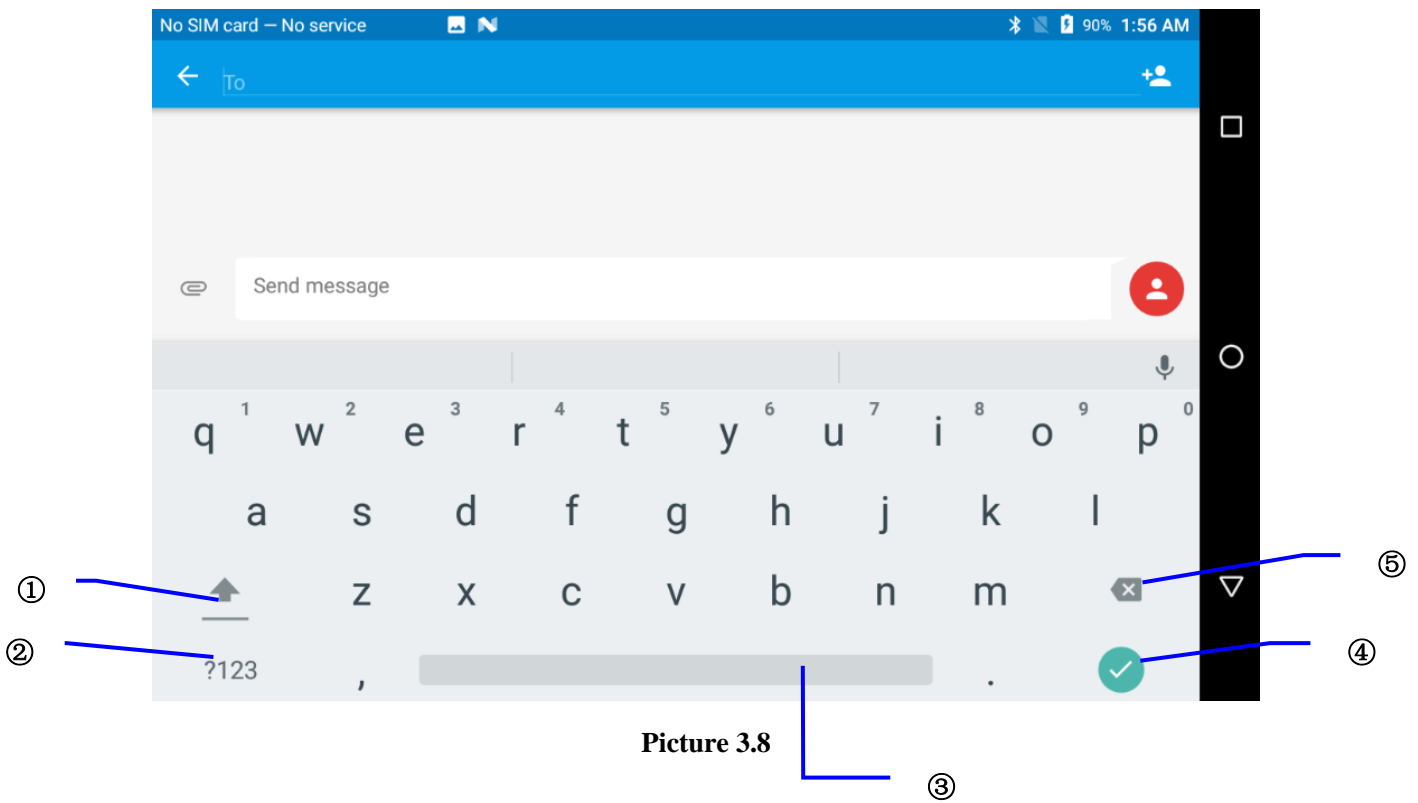 No SIM card — No service 90% 1:56 AM
To
Send message
1 2 3 4 5 6 7 8 9 0
q w e r t y u i o p
a s d f g h j k l
① z x c v b n m ⑤
② ?123 , . ④
Picture 3.8
③